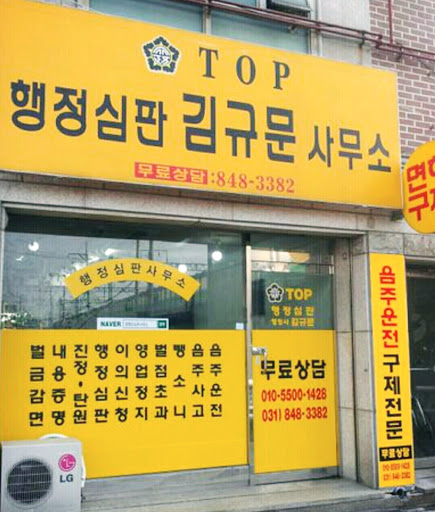 TOP
행정심판 김규문 사무소
무료상담:848-3382
행정심판사무소
NAVER
음주운전
음주사고
뺑소니
벌점초과
영업정지
이의신청
행정심판
진정·탄원
내용증명
벌금감면
TOP
행정심판
행정사 김규문
무료상담
010-5500-1428
031) 848-3382
음주운전구제전문
무료상담
LG